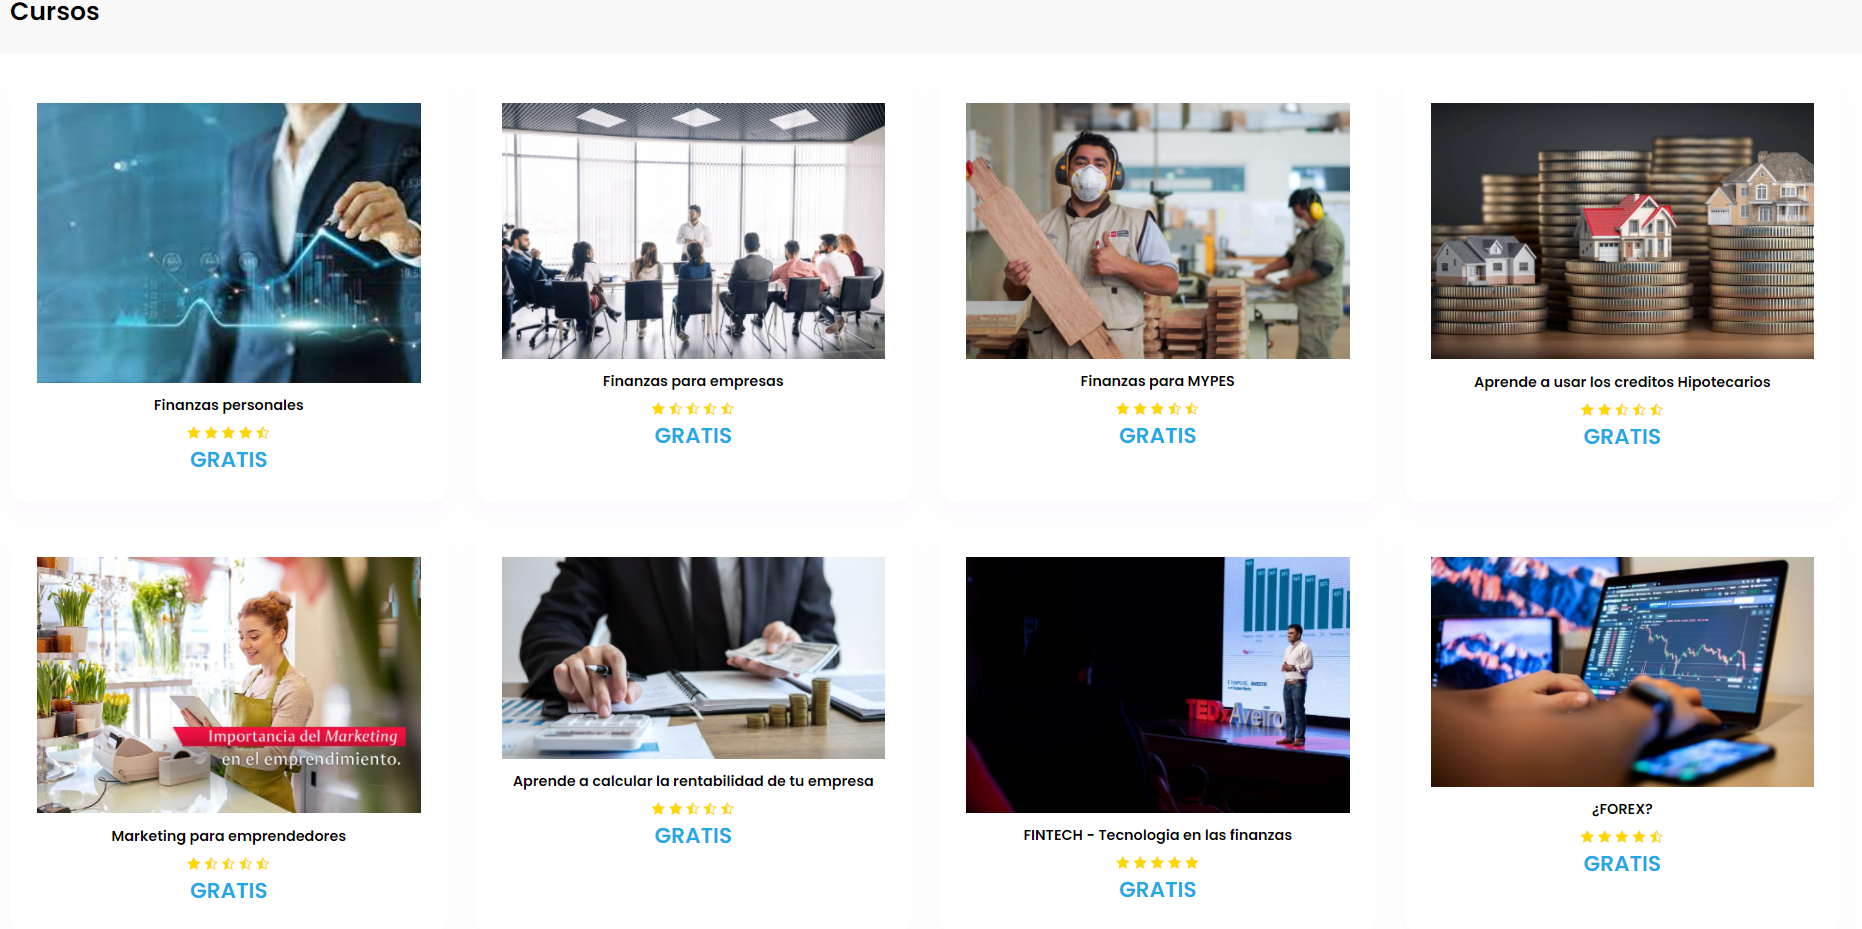 Cursos
Finanzas personales
GRATIS
Finanzas para empresas
GRATIS
Finanzas para MYPES
GRATIS
Aprende a usar los creditos Hipotecarios
GRATIS
Importancia del Marketing
en el emprendimiento.
Marketing para emprendedores
GRATIS
Aprende a calcular la rentabilidad de tu empresa
GRATIS
TEDxAveiro
FINTECH - Tecnologia en las finanzas
GRATIS
¿FOREX?
GRATIS